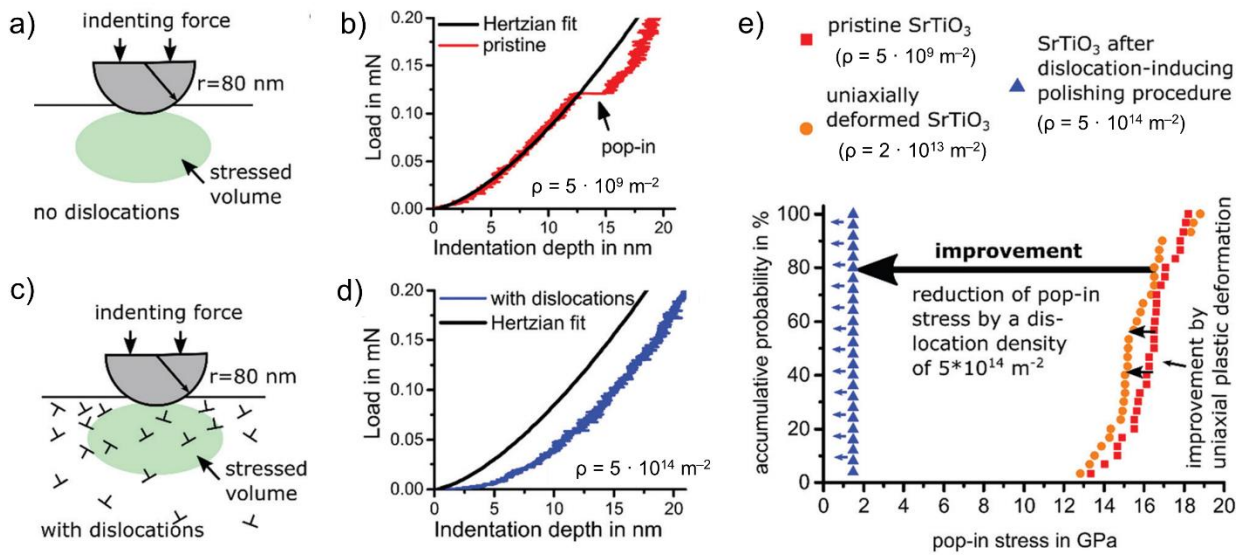 a)
indenting force
r=80 nm
stressed
volume
no dislocations
b)
Load in mN
0.20
0.15
0.10
0.05
0.00
Hertzian fit
pristine
pop-in
ρ = 5 · 10⁹ m⁻²
0 5 10 15 20
Indentation depth in nm
c)
indenting force
r=80 nm
stressed
volume
with dislocations
d)
Load in mN
0.20
0.15
0.10
0.05
0.00
with dislocations
Hertzian fit
ρ = 5 · 10¹⁴ m⁻²
0 5 10 15 20
Indentation depth in nm
e)
pristine SrTiO₃
(ρ = 5 · 10⁹ m⁻²)
uniaxially
deformed SrTiO₃
(ρ = 2 · 10¹³ m⁻²)
SrTiO₃ after
dislocation-inducing
polishing procedure
(ρ = 5 · 10¹⁴ m⁻²)
accumulative probability in %
100
80
60
40
20
0
improvement
reduction of pop-in
stress by a dis-
location density
of 5*10¹⁴ m⁻²
improvement by
uniaxial plastic deformation
0 2 4 6 8 10 12 14 16 18 20
pop-in stress in GPa